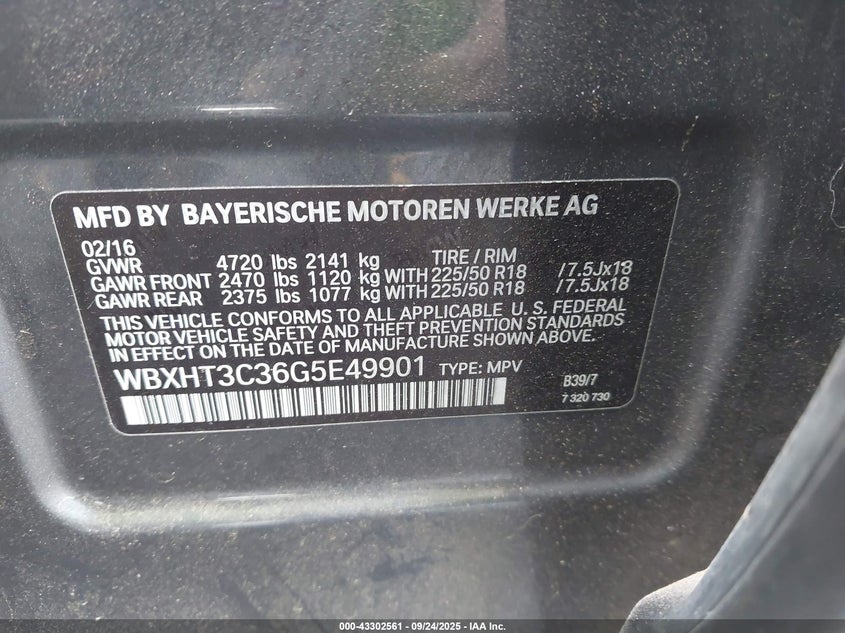 MFD BY BAYERISCHE MOTOREN WERKE AG
02/16
GVWR 4720 lbs 2141 kg TIRE / RIM
GAWR FRONT 2470 lbs 1120 kg WITH 225/50 R18 /7.5Jx18
GAWR REAR 2375 lbs 1077 kg WITH 225/50 R18 /7.5Jx18
THIS VEHICLE CONFORMS TO ALL APPLICABLE U. S. FEDERAL
MOTOR VEHICLE SAFETY AND THEFT PREVENTION STANDARDS
IN EFFECT ON THE DATE OF MANUFACTURE SHOWN ABOVE.
WBXHT3C36G5E49901 TYPE: MPV B39/7
7 320 730
000-43302561 - 09/24/2025 - IAA Inc.